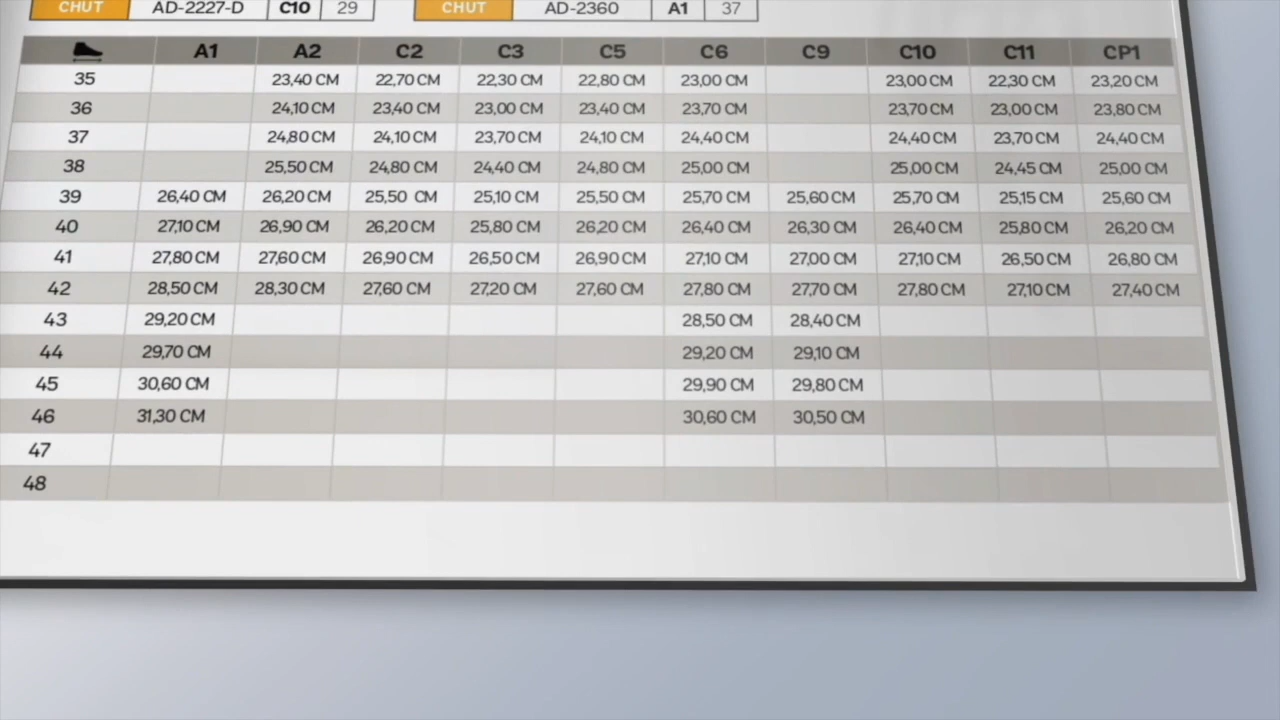 CHUT AD-2227-D C10 29 CHUT AD-2360 A1 37
A1 A2 C2 C3 C5 C6 C9 C10 C11 CP1
35 23,40 CM 22,70 CM 22,30 CM 22,80 CM 23,00 CM 23,00 CM 22,30 CM 23,20 CM
36 24,10 CM 23,40 CM 23,00 CM 23,40 CM 23,70 CM 23,70 CM 23,00 CM 23,80 CM
37 24,80 CM 24,10 CM 23,70 CM 24,10 CM 24,40 CM 24,40 CM 23,70 CM 24,40 CM
38 25,50 CM 24,80 CM 24,40 CM 24,80 CM 25,00 CM 25,00 CM 24,45 CM 25,00 CM
39 26,40 CM 26,20 CM 25,50 CM 25,10 CM 25,50 CM 25,70 CM 25,60 CM 25,70 CM 25,15 CM 25,60 CM
40 27,10 CM 26,90 CM 26,20 CM 25,80 CM 26,20 CM 26,40 CM 26,30 CM 26,40 CM 25,80 CM 26,20 CM
41 27,80 CM 27,60 CM 26,90 CM 26,50 CM 26,90 CM 27,10 CM 27,00 CM 27,10 CM 26,50 CM 26,80 CM
42 28,50 CM 28,30 CM 27,60 CM 27,20 CM 27,60 CM 27,80 CM 27,70 CM 27,80 CM 27,10 CM 27,40 CM
43 29,20 CM 28,50 CM 28,40 CM
44 29,70 CM 29,20 CM 29,10 CM
45 30,60 CM 29,90 CM 29,80 CM
46 31,30 CM 30,60 CM 30,50 CM
47
48